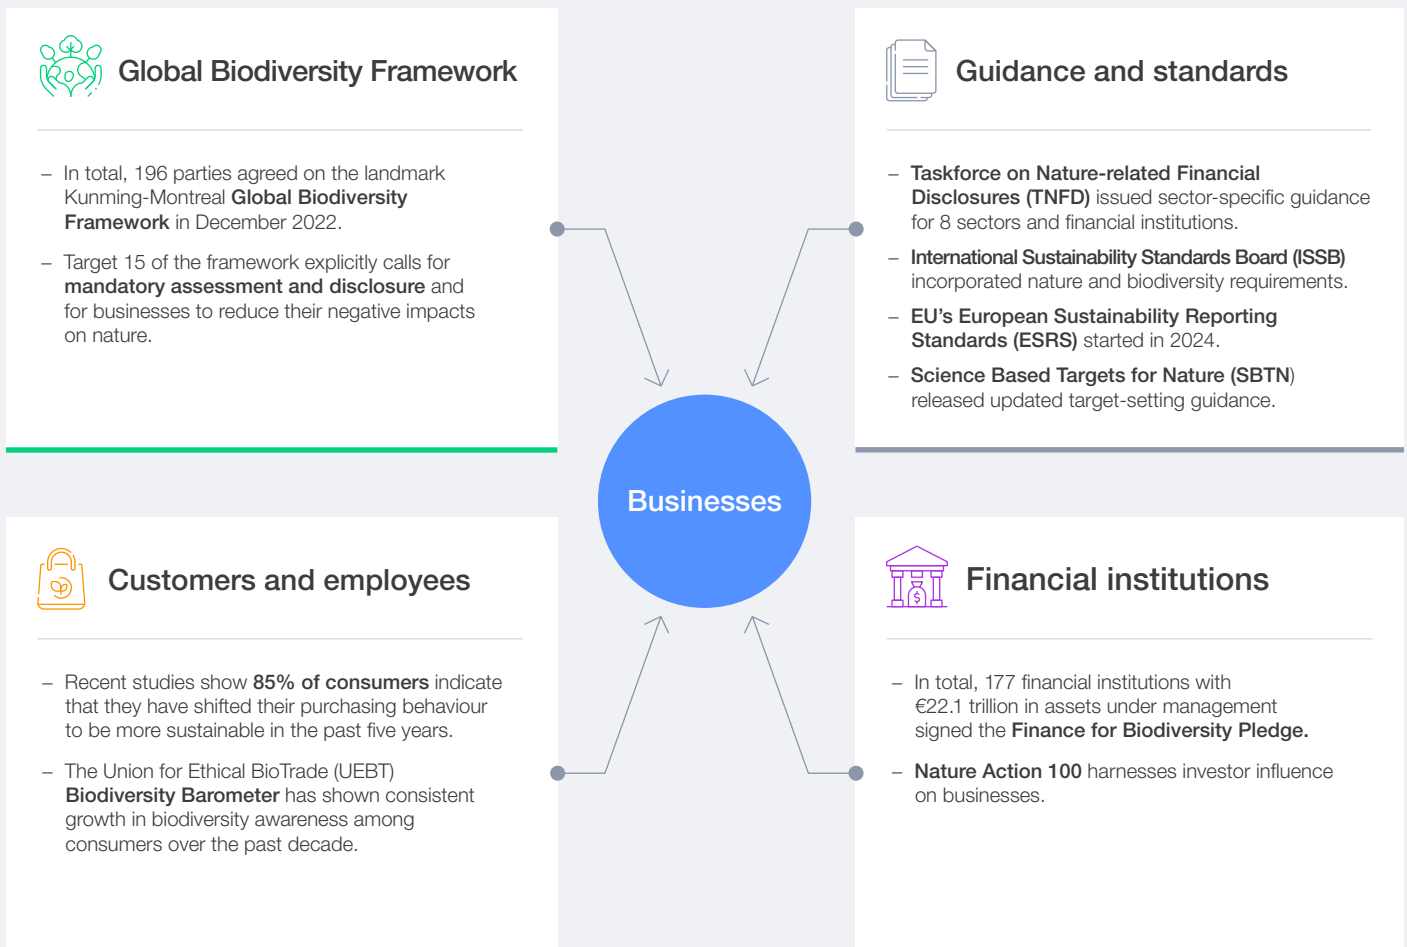 Global Biodiversity Framework
– In total, 196 parties agreed on the landmark
Kunming-Montreal Global Biodiversity
Framework in December 2022.
– Target 15 of the framework explicitly calls for
mandatory assessment and disclosure and
for businesses to reduce their negative impacts
on nature.
Guidance and standards
– Taskforce on Nature-related Financial
Disclosures (TNFD) issued sector-specific guidance
for 8 sectors and financial institutions.
– International Sustainability Standards Board (ISSB)
incorporated nature and biodiversity requirements.
– EU’s European Sustainability Reporting
Standards (ESRS) started in 2024.
– Science Based Targets for Nature (SBTN)
released updated target-setting guidance.
Businesses
Customers and employees
– Recent studies show 85% of consumers indicate
that they have shifted their purchasing behaviour
to be more sustainable in the past five years.
– The Union for Ethical BioTrade (UEBT)
Biodiversity Barometer has shown consistent
growth in biodiversity awareness among
consumers over the past decade.
$
Financial institutions
– In total, 177 financial institutions with
€22.1 trillion in assets under management
signed the Finance for Biodiversity Pledge.
– Nature Action 100 harnesses investor influence
on businesses.